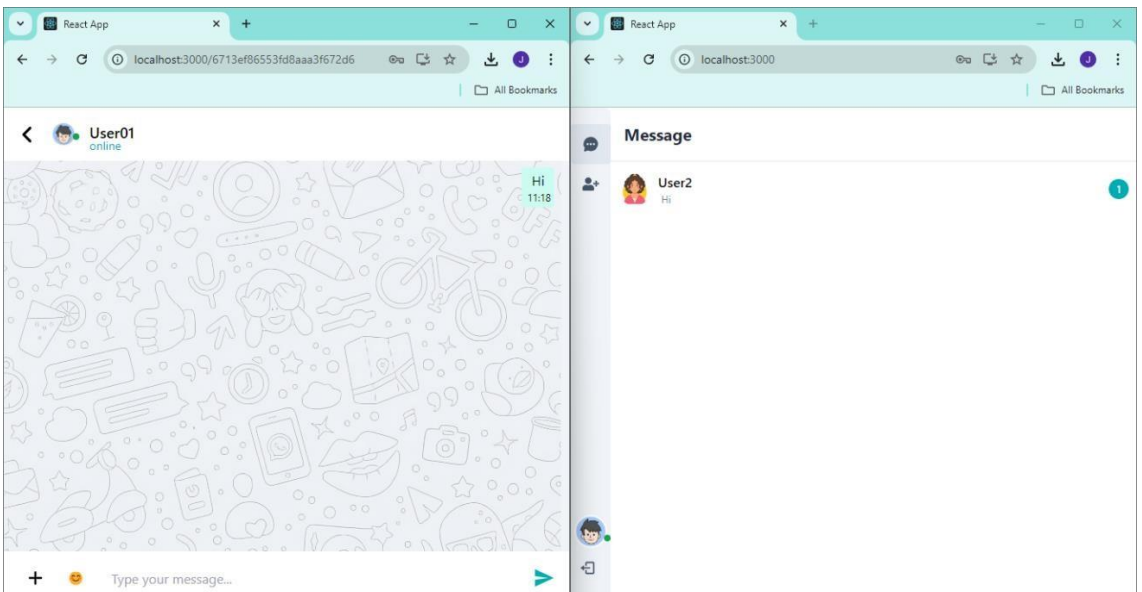 React App
localhost:3000/6713ef86553fd8aaa3f672d6
J
All Bookmarks
User01
online
Hi
11:18
Type your message...
React App
localhost:3000
J
All Bookmarks
Message
User2
Hi
1